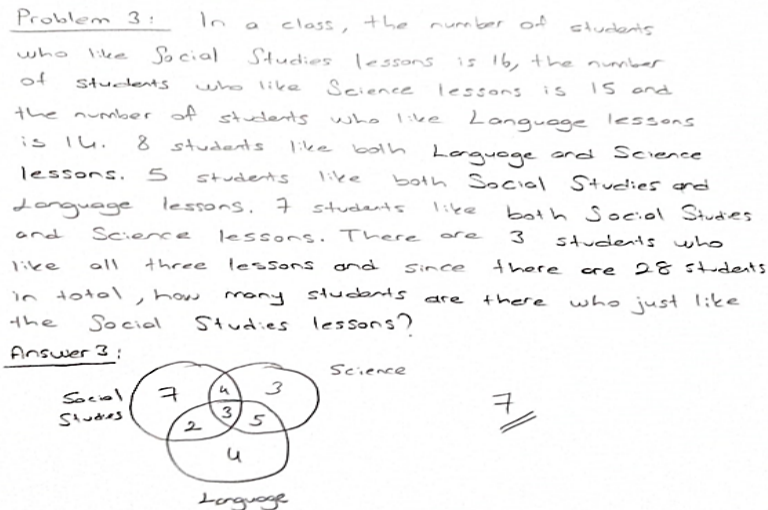 Problem 3: In a class, the number of students
who like Social Studies lessons is 16, the number
of students who like Science lessons is 15 and
the number of students who like Language lessons
is 14. 8 students like both Language and Science
lessons. 5 students like both Social Studies and
Language lessons. 7 students like both Social Studies
and Science lessons. There are 3 students who
like all three lessons and since there are 28 students
in total, how many students are there who just like
the Social Studies lessons?
Answer 3:
Science
Social
Studies
7 4 3
3
2 5
4
Language
7